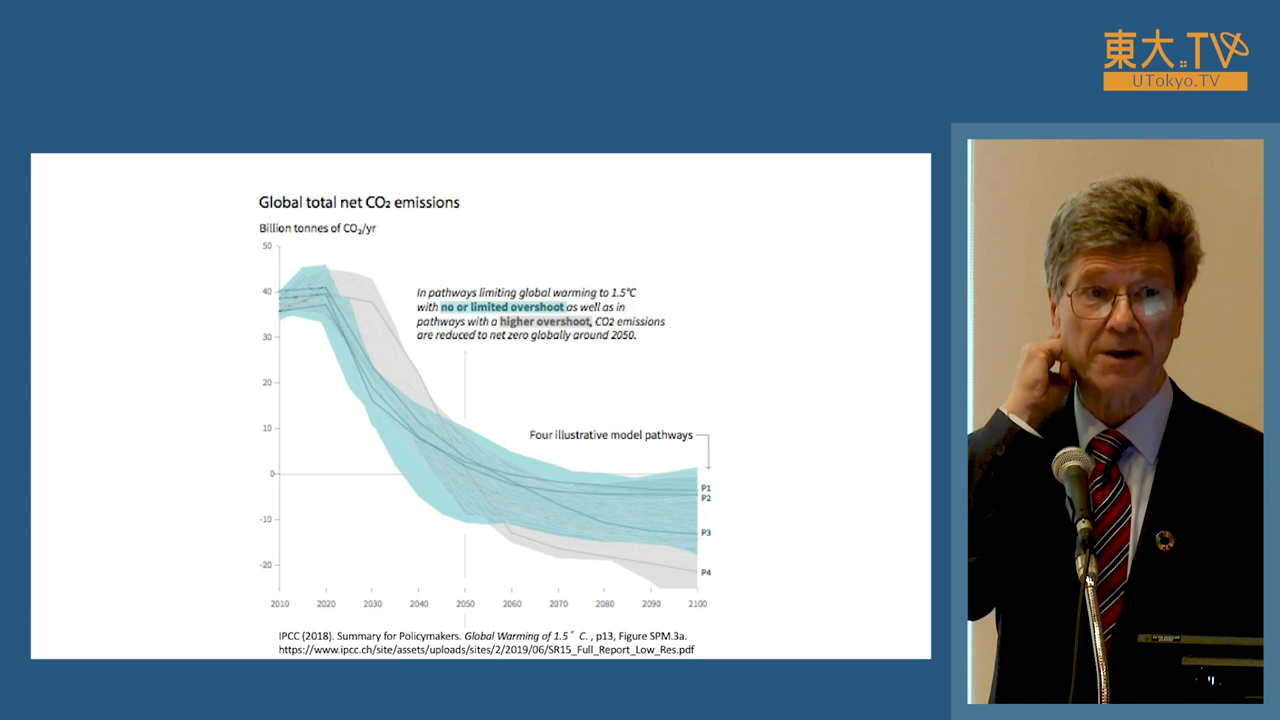 東大.TV
UTokyo.TV
Global total net CO₂ emissions
Billion tonnes of CO₂/yr
50
40
30
20
10
0
-10
-20
In pathways limiting global warming to 1.5°C
with no or limited overshoot as well as in
pathways with a higher overshoot, CO2 emissions
are reduced to net zero globally around 2050.
Four illustrative model pathways
P1
P2
P3
P4
2010 2020 2030 2040 2050 2060 2070 2080 2090 2100
IPCC (2018). Summary for Policymakers. Global Warming of 1.5° C. , p13, Figure SPM.3a.
https://www.ipcc.ch/site/assets/uploads/sites/2/2019/06/SR15_Full_Report_Low_Res.pdf